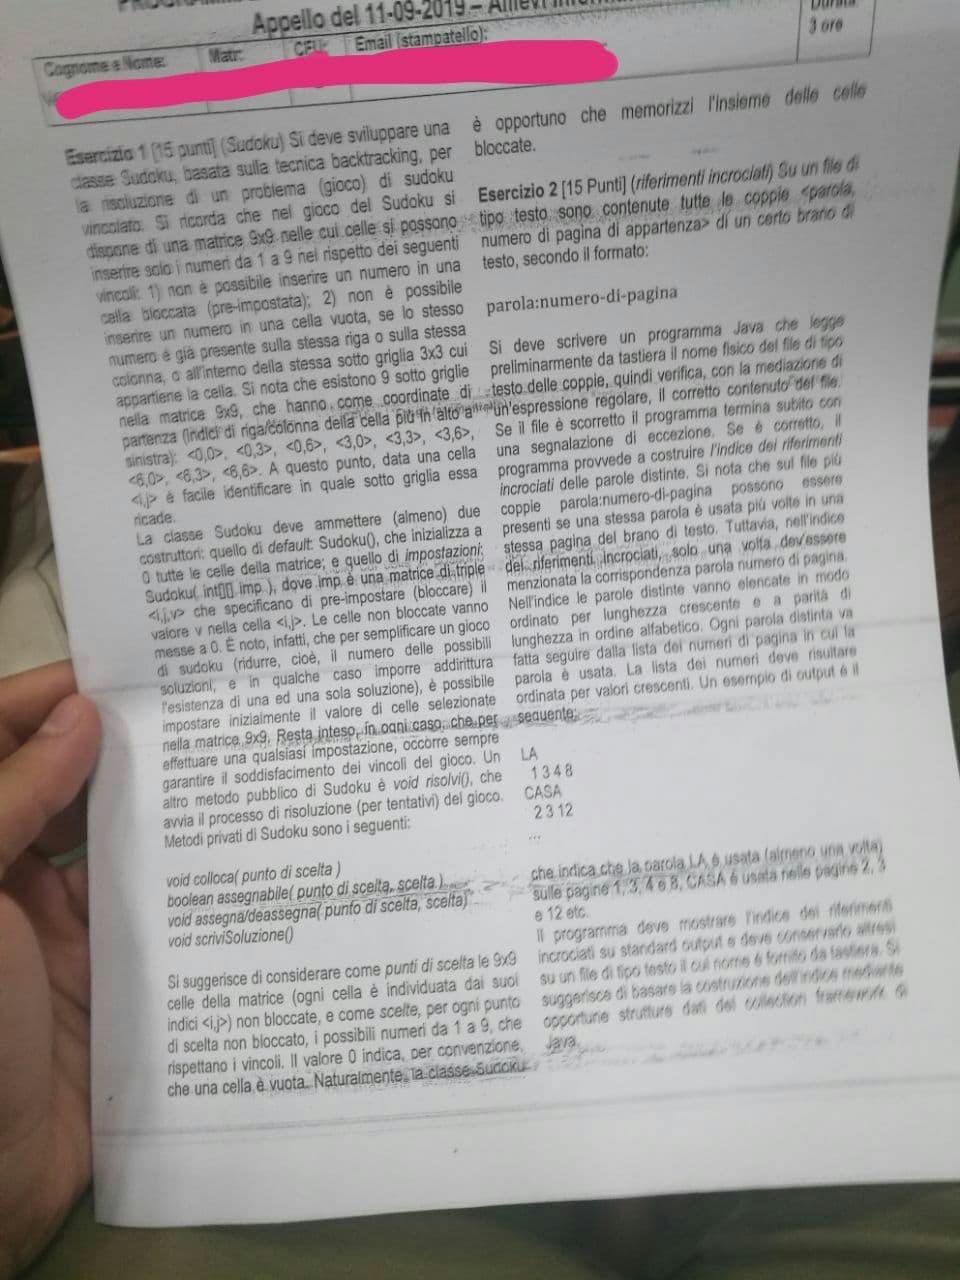 Appello del 11-09-2019 – Allievi
Durata
3 ore
Cognome e Nome:
Matr:
CFU:
Email (stampatello):
Esercizio 1 [15 punti] (Sudoku) Si deve sviluppare una
classe Sudoku, basata sulla tecnica backtracking, per
la risoluzione di un problema (gioco) di sudoku
vincolato. Si ricorda che nel gioco del Sudoku si
dispone di una matrice 9x9 nelle cui celle si possono
inserire solo i numeri da 1 a 9 nel rispetto dei seguenti
vincoli: 1) non è possibile inserire un numero in una
cella bloccata (pre-impostata); 2) non è possibile
inserire un numero in una cella vuota, se lo stesso
numero è già presente sulla stessa riga o sulla stessa
colonna, o all'interno della stessa sotto griglia 3x3 cui
appartiene la cella. Si nota che esistono 9 sotto griglie
nella matrice 9x9, che hanno come coordinate di
partenza (indici di riga/colonna della cella più in alto a
sinistra): <0,0>, <0,3>, <0,6>, <3,0>, <3,3>, <3,6>,
<6,0>, <6,3>, <6,6>. A questo punto, data una cella
<i,j> è facile identificare in quale sotto griglia essa
ricade.
La classe Sudoku deve ammettere (almeno) due
costruttori: quello di default: Sudoku(), che inizializza a
0 tutte le celle della matrice; e quello di impostazioni:
Sudoku( int[][] imp ), dove imp è una matrice di triple
<i,j,v> che specificano di pre-impostare (bloccare) il
valore v nella cella <i,j>. Le celle non bloccate vanno
messe a 0. È noto, infatti, che per semplificare un gioco
di sudoku (ridurre, cioè, il numero delle possibili
soluzioni, e in qualche caso imporre addirittura
l'esistenza di una ed una sola soluzione), è possibile
impostare inizialmente il valore di celle selezionate
nella matrice 9x9. Resta inteso, in ogni caso, che per
effettuare una qualsiasi impostazione, occorre sempre
garantire il soddisfacimento dei vincoli del gioco. Un
altro metodo pubblico di Sudoku è void risolvi(), che
avvia il processo di risoluzione (per tentativi) del gioco.
Metodi privati di Sudoku sono i seguenti:
void colloca( punto di scelta )
boolean assegnabile( punto di scelta, scelta )
void assegna/deassegna( punto di scelta, scelta)
void scriviSoluzione()
Si suggerisce di considerare come punti di scelta le 9x9
celle della matrice (ogni cella è individuata dai suoi
indici <i,j>) non bloccate, e come scelte, per ogni punto
di scelta non bloccato, i possibili numeri da 1 a 9, che
rispettano i vincoli. Il valore 0 indica, per convenzione,
che una cella è vuota. Naturalmente, la classe Sudoku
è opportuno che memorizzi l'insieme delle celle
bloccate.
Esercizio 2 [15 Punti] (riferimenti incrociati) Su un file di
tipo testo sono contenute tutte le coppie <parola,
numero di pagina di appartenza> di un certo brano di
testo, secondo il formato:
parola:numero-di-pagina
Si deve scrivere un programma Java che legge
preliminarmente da tastiera il nome fisico del file di tipo
testo delle coppie, quindi verifica, con la mediazione di
un'espressione regolare, il corretto contenuto del file.
Se il file è scorretto il programma termina subito con
una segnalazione di eccezione. Se è corretto, il
programma provvede a costruire l'indice dei riferimenti
incrociati delle parole distinte. Si nota che sul file più
coppie parola:numero-di-pagina possono essere
presenti se una stessa parola è usata più volte in una
stessa pagina del brano di testo. Tuttavia, nell'indice
dei riferimenti incrociati, solo una volta dev'essere
menzionata la corrispondenza parola numero di pagina.
Nell'indice le parole distinte vanno elencate in modo
ordinato per lunghezza crescente e a parità di
lunghezza in ordine alfabetico. Ogni parola distinta va
fatta seguire dalla lista dei numeri di pagina in cui la
parola è usata. La lista dei numeri deve risultare
ordinata per valori crescenti. Un esempio di output è il
seguente:
LA
1 3 4 8
CASA
2 3 12
...
che indica che la parola LA è usata (almeno una volta)
sulle pagine 1, 3, 4 e 8, CASA è usata nelle pagine 2, 3
e 12 etc.
Il programma deve mostrare l'indice dei riferimenti
incrociati su standard output e deve conservarlo altresì
su un file di tipo testo il cui nome è fornito da tastiera. Si
suggerisce di basare la costruzione dell'indice mediante
opportune strutture dati del collection framework di
Java.